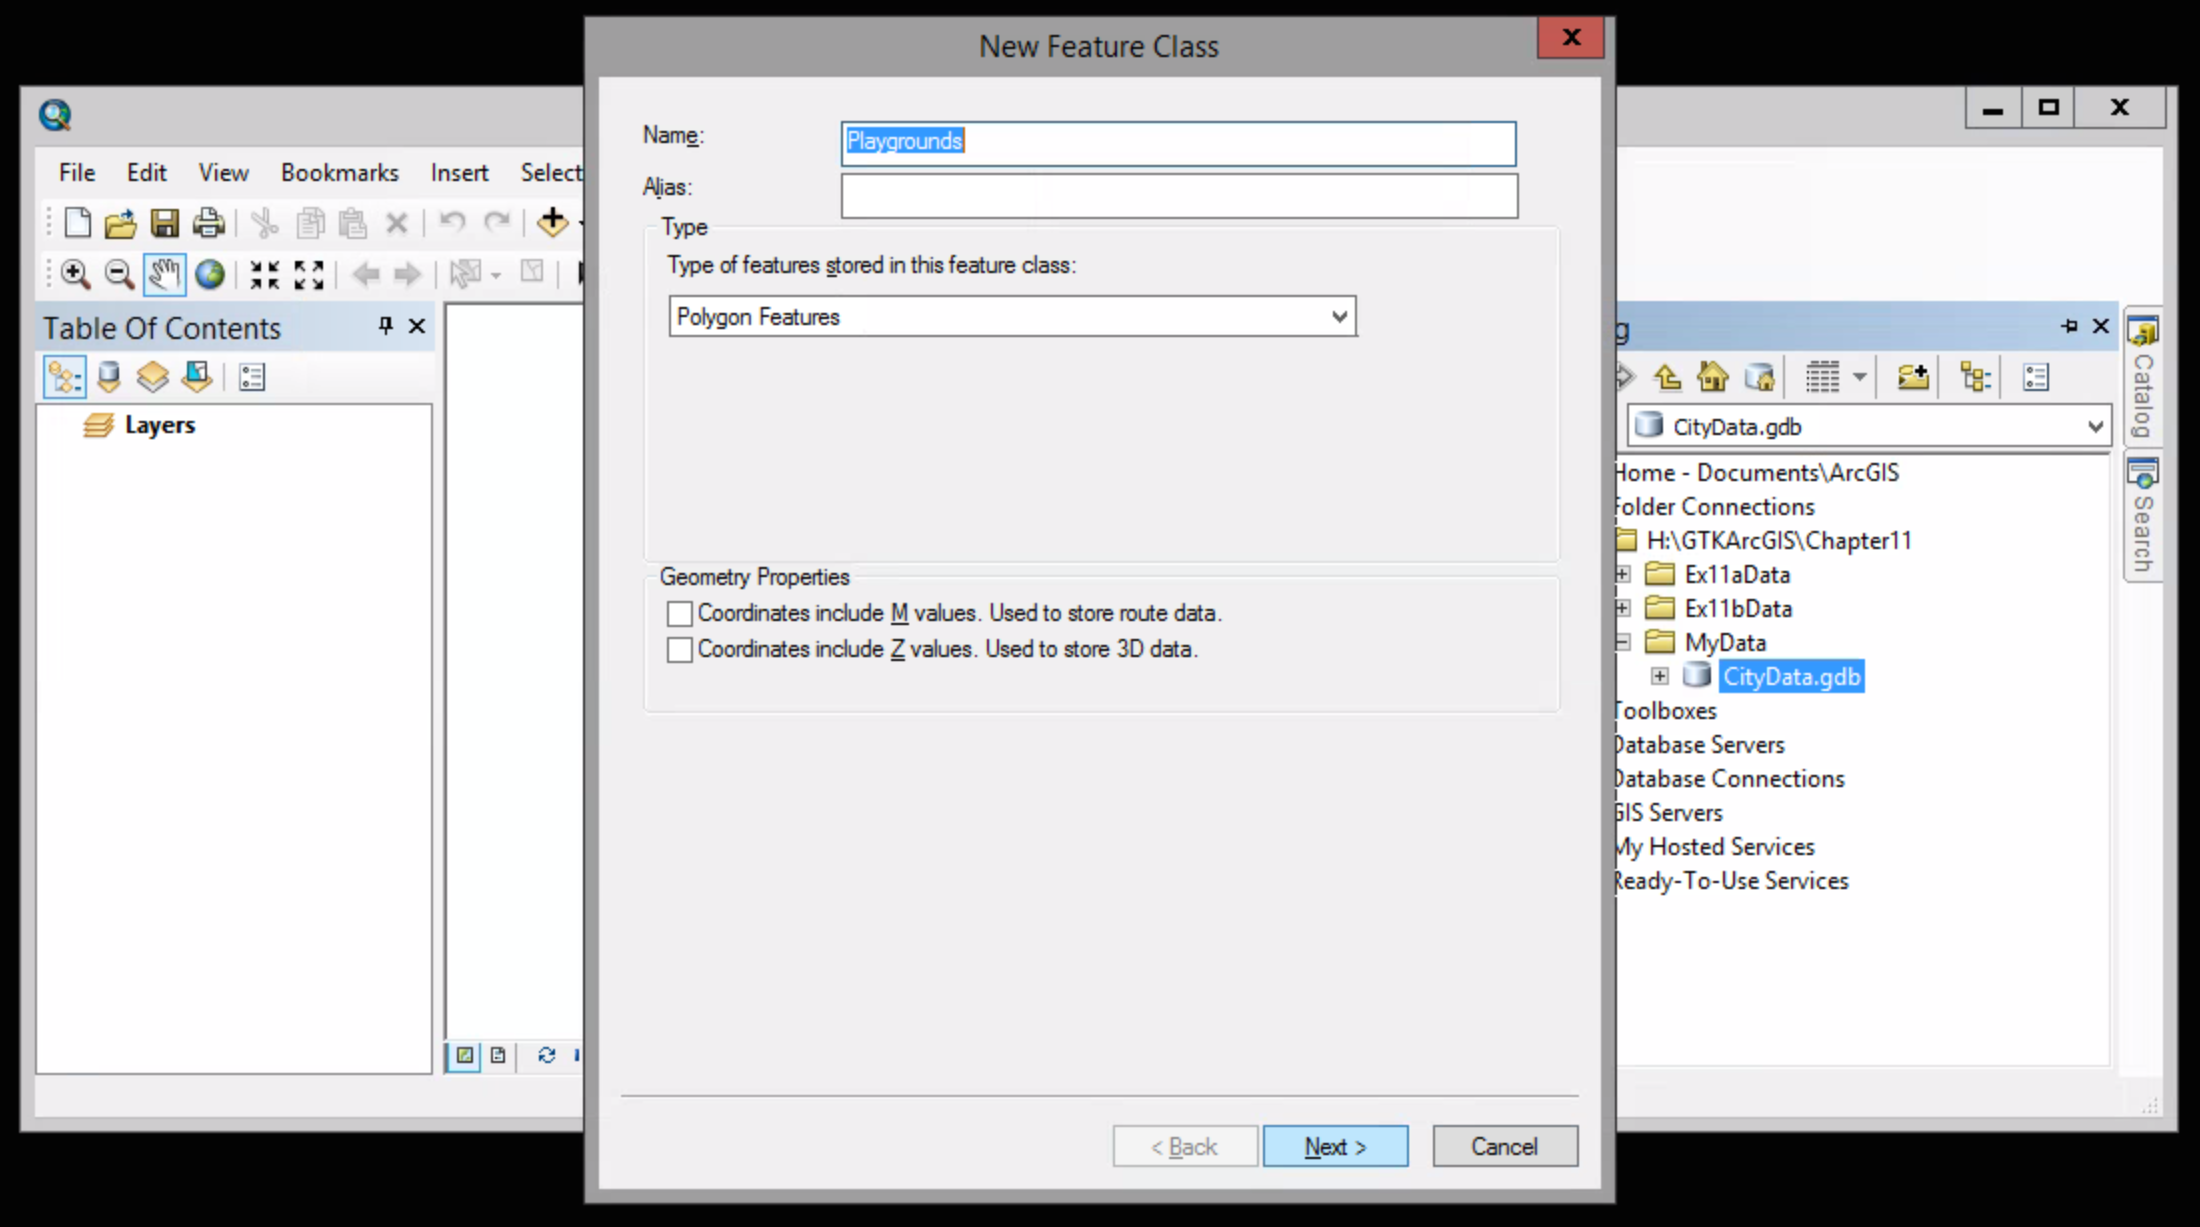 New Feature Class
Name:
Playgrounds
Alias:
Type
Type of features stored in this feature class:
Polygon Features
Geometry Properties
Coordinates include M values. Used to store route data.
Coordinates include Z values. Used to store 3D data.
< Back
Next >
Cancel
File Edit View Bookmarks Insert Select
Table Of Contents
Layers
g
CityData.gdb
Home - Documents\ArcGIS
Folder Connections
H:\GTKArcGIS\Chapter11
Ex11aData
Ex11bData
MyData
CityData.gdb
Toolboxes
Database Servers
Database Connections
GIS Servers
My Hosted Services
Ready-To-Use Services
Catalog
Search